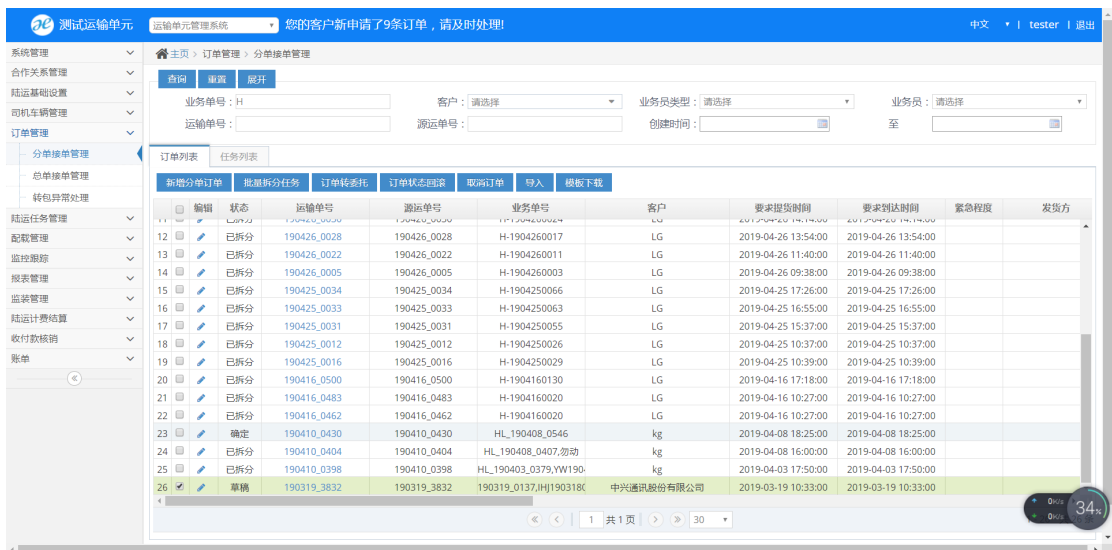 测试运输单元 运输单元管理系统 您的客户新申请了9条订单，请及时处理! 中文 | tester | 退出
系统管理
合作关系管理
陆运基础设置
司机车辆管理
订单管理
分单接单管理
总单接单管理
转包异常处理
陆运任务管理
配载管理
监控跟踪
报表管理
监装管理
陆运计费结算
收付款核销
账单
主页 > 订单管理 > 分单接单管理
查询 重置 展开
业务单号：H 客户：请选择 业务员类型：请选择 业务员：请选择
运输单号： 源运单号： 创建时间： 至
订单列表 任务列表
新增分单订单 批量拆分任务 订单转委托 订单状态回滚 取消订单 导入 模板下载
编辑 状态 运输单号 源运单号 业务单号 客户 要求提货时间 要求到达时间 紧急程度 发货方
12 已拆分 190426_0028 190426_0028 H-1904260017 LG 2019-04-26 13:54:00 2019-04-26 13:54:00
13 已拆分 190426_0022 190426_0022 H-1904260011 LG 2019-04-26 11:40:00 2019-04-26 11:40:00
14 已拆分 190426_0005 190426_0005 H-1904260003 LG 2019-04-26 09:38:00 2019-04-26 09:38:00
15 已拆分 190425_0034 190425_0034 H-1904250066 LG 2019-04-25 17:26:00 2019-04-25 17:26:00
16 已拆分 190425_0033 190425_0033 H-1904250063 LG 2019-04-25 16:55:00 2019-04-25 16:55:00
17 已拆分 190425_0031 190425_0031 H-1904250055 LG 2019-04-25 15:37:00 2019-04-25 15:37:00
18 已拆分 190425_0012 190425_0012 H-1904250026 LG 2019-04-25 10:37:00 2019-04-25 10:37:00
19 已拆分 190425_0016 190425_0016 H-1904250029 LG 2019-04-25 10:39:00 2019-04-25 10:39:00
20 已拆分 190416_0500 190416_0500 H-1904160130 LG 2019-04-16 17:18:00 2019-04-16 17:18:00
21 已拆分 190416_0483 190416_0483 H-1904160020 LG 2019-04-16 10:27:00 2019-04-16 10:27:00
22 已拆分 190416_0462 190416_0462 H-1904160020 LG 2019-04-16 10:27:00 2019-04-16 10:27:00
23 确定 190410_0430 190410_0430 HL_190408_0546 kg 2019-04-08 18:25:00 2019-04-08 18:25:00
24 已拆分 190410_0404 190410_0404 HL_190408_0407,勿动 kg 2019-04-08 16:00:00 2019-04-08 16:00:00
25 已拆分 190410_0398 190410_0398 HL_190403_0379,YW190 kg 2019-04-03 17:50:00 2019-04-03 17:50:00
26 草稿 190319_3832 190319_3832 190319_0137,IHJ190318 中兴通讯股份有限公司 2019-03-19 10:33:00 2019-03-19 10:33:00
1 共1页 30
0K/s
0K/s
34%